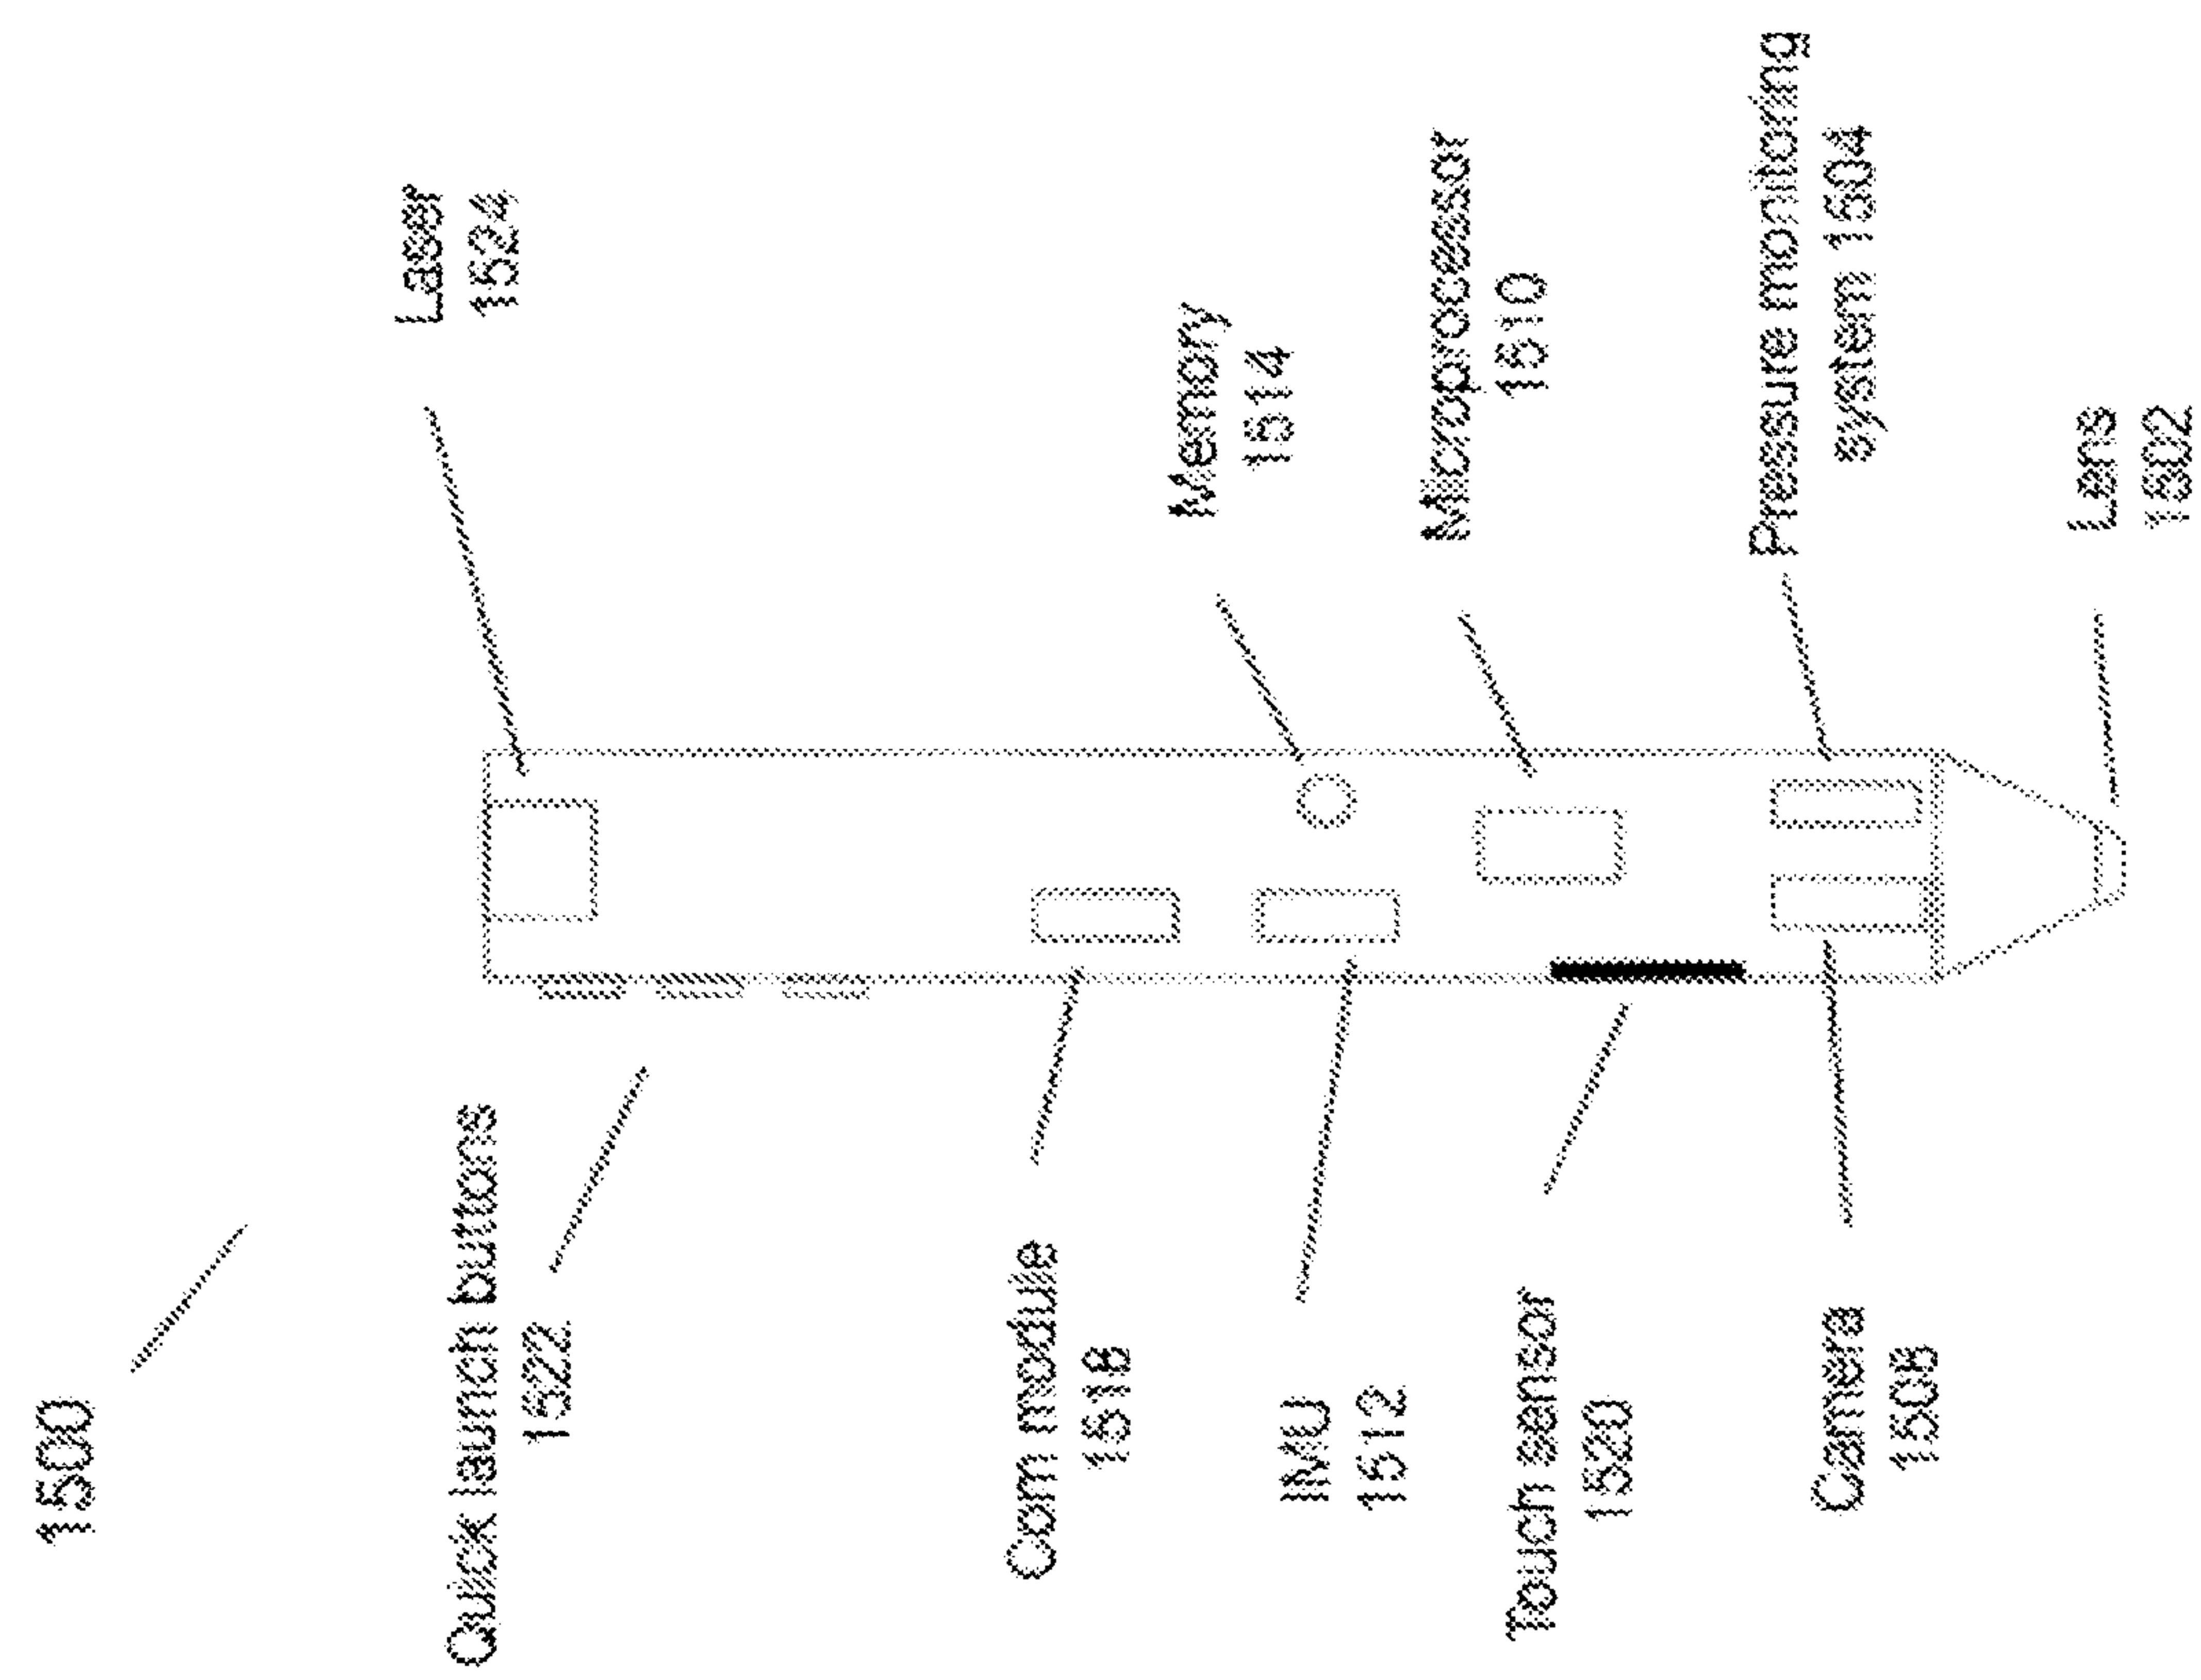 1500
Quick launch buttons
1522
Laser
1524
Com module
1518
Memory
1514
IMU
1512
Microprocessor
1510
Touch sensor
1520
Pressure monitoring
system 1504
Camera
1508
Lens
1502